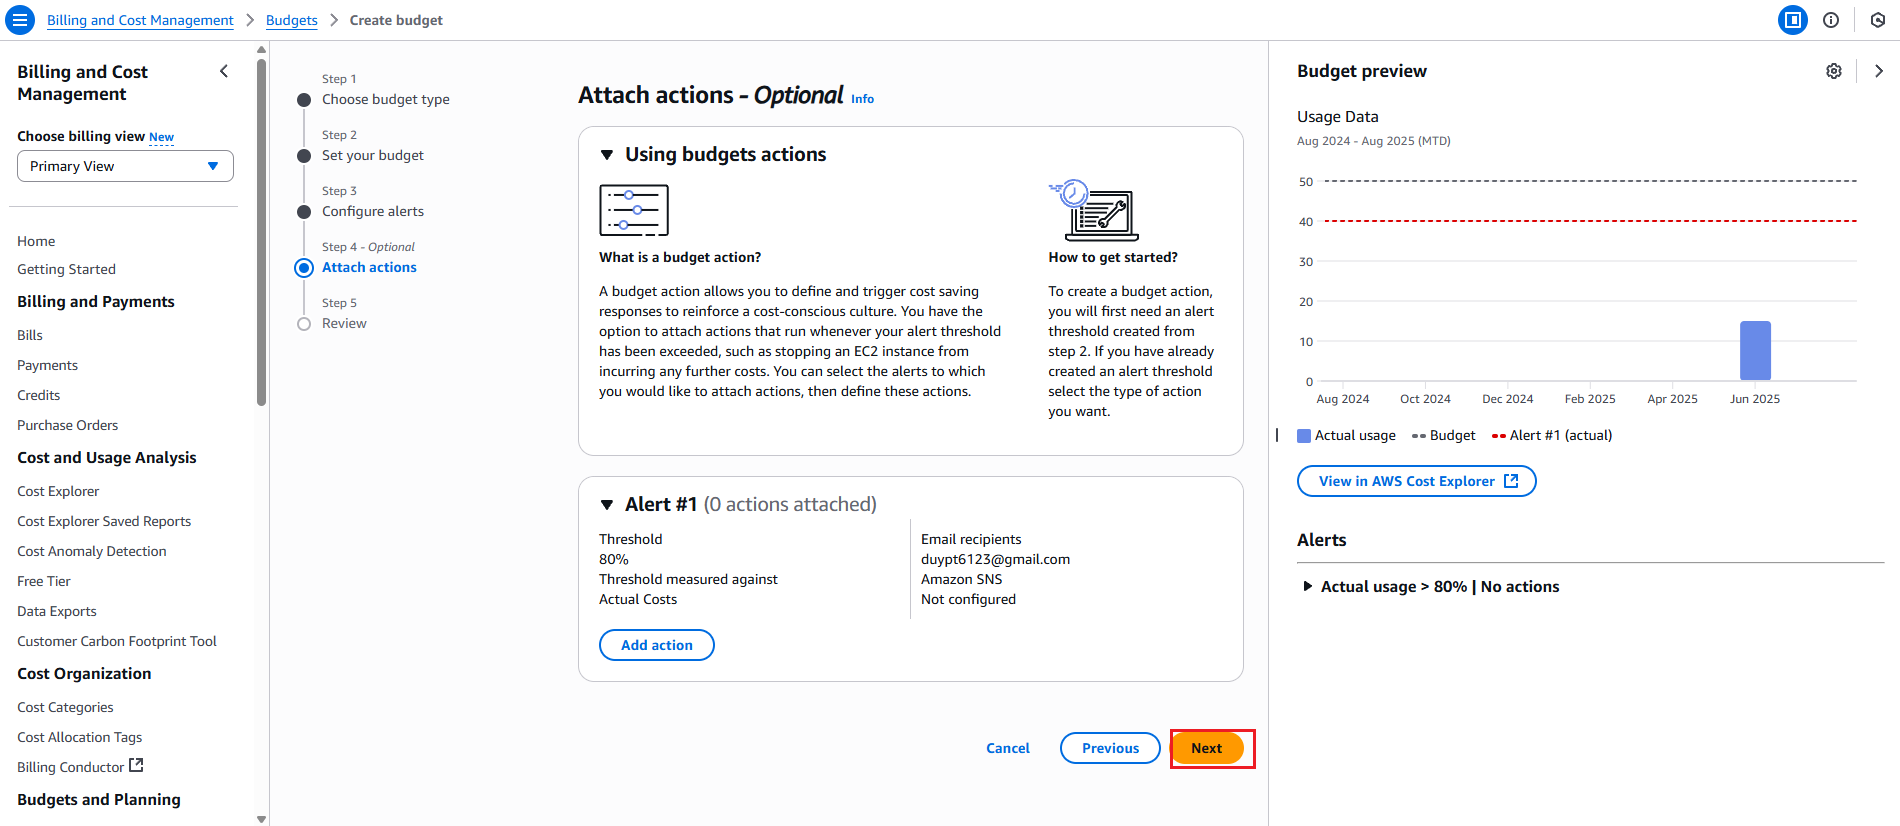 Billing and Cost Management > Budgets > Create budget
Billing and Cost
Management
Choose billing view New
Primary View
Home
Getting Started
Billing and Payments
Bills
Payments
Credits
Purchase Orders
Cost and Usage Analysis
Cost Explorer
Cost Explorer Saved Reports
Cost Anomaly Detection
Free Tier
Data Exports
Customer Carbon Footprint Tool
Cost Organization
Cost Categories
Cost Allocation Tags
Billing Conductor
Budgets and Planning
Step 1
Choose budget type
Step 2
Set your budget
Step 3
Configure alerts
Step 4 - Optional
Attach actions
Step 5
Review
Attach actions - Optional Info
Using budgets actions
What is a budget action?
A budget action allows you to define and trigger cost saving
responses to reinforce a cost-conscious culture. You have the
option to attach actions that run whenever your alert threshold
has been exceeded, such as stopping an EC2 instance from
incurring any further costs. You can select the alerts to which
you would like to attach actions, then define these actions.
How to get started?
To create a budget action,
you will first need an alert
threshold created from
step 2. If you have already
created an alert threshold
select the type of action
you want.
Alert #1 (0 actions attached)
Threshold
80%
Threshold measured against
Actual Costs
Email recipients
duypt6123@gmail.com
Amazon SNS
Not configured
Add action
Cancel
Previous
Next
Budget preview
Usage Data
Aug 2024 - Aug 2025 (MTD)
50
40
30
20
10
0
Aug 2024
Oct 2024
Dec 2024
Feb 2025
Apr 2025
Jun 2025
Actual usage
Budget
Alert #1 (actual)
View in AWS Cost Explorer
Alerts
Actual usage > 80% | No actions